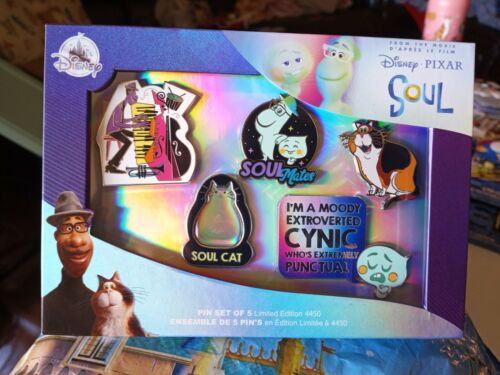 Disney
FROM THE MOVIE
D'APRÈS LE FILM
Disney · PIXAR
SOUL
SOUL
Mates
SOUL CAT
I'M A MOODY
EXTROVERTED
CYNIC
WHO'S EXTREMELY
PUNCTUAL
PIN SET OF 5 Limited Edition 4450
ENSEMBLE DE 5 PIN'S en Édition Limitée à 4450